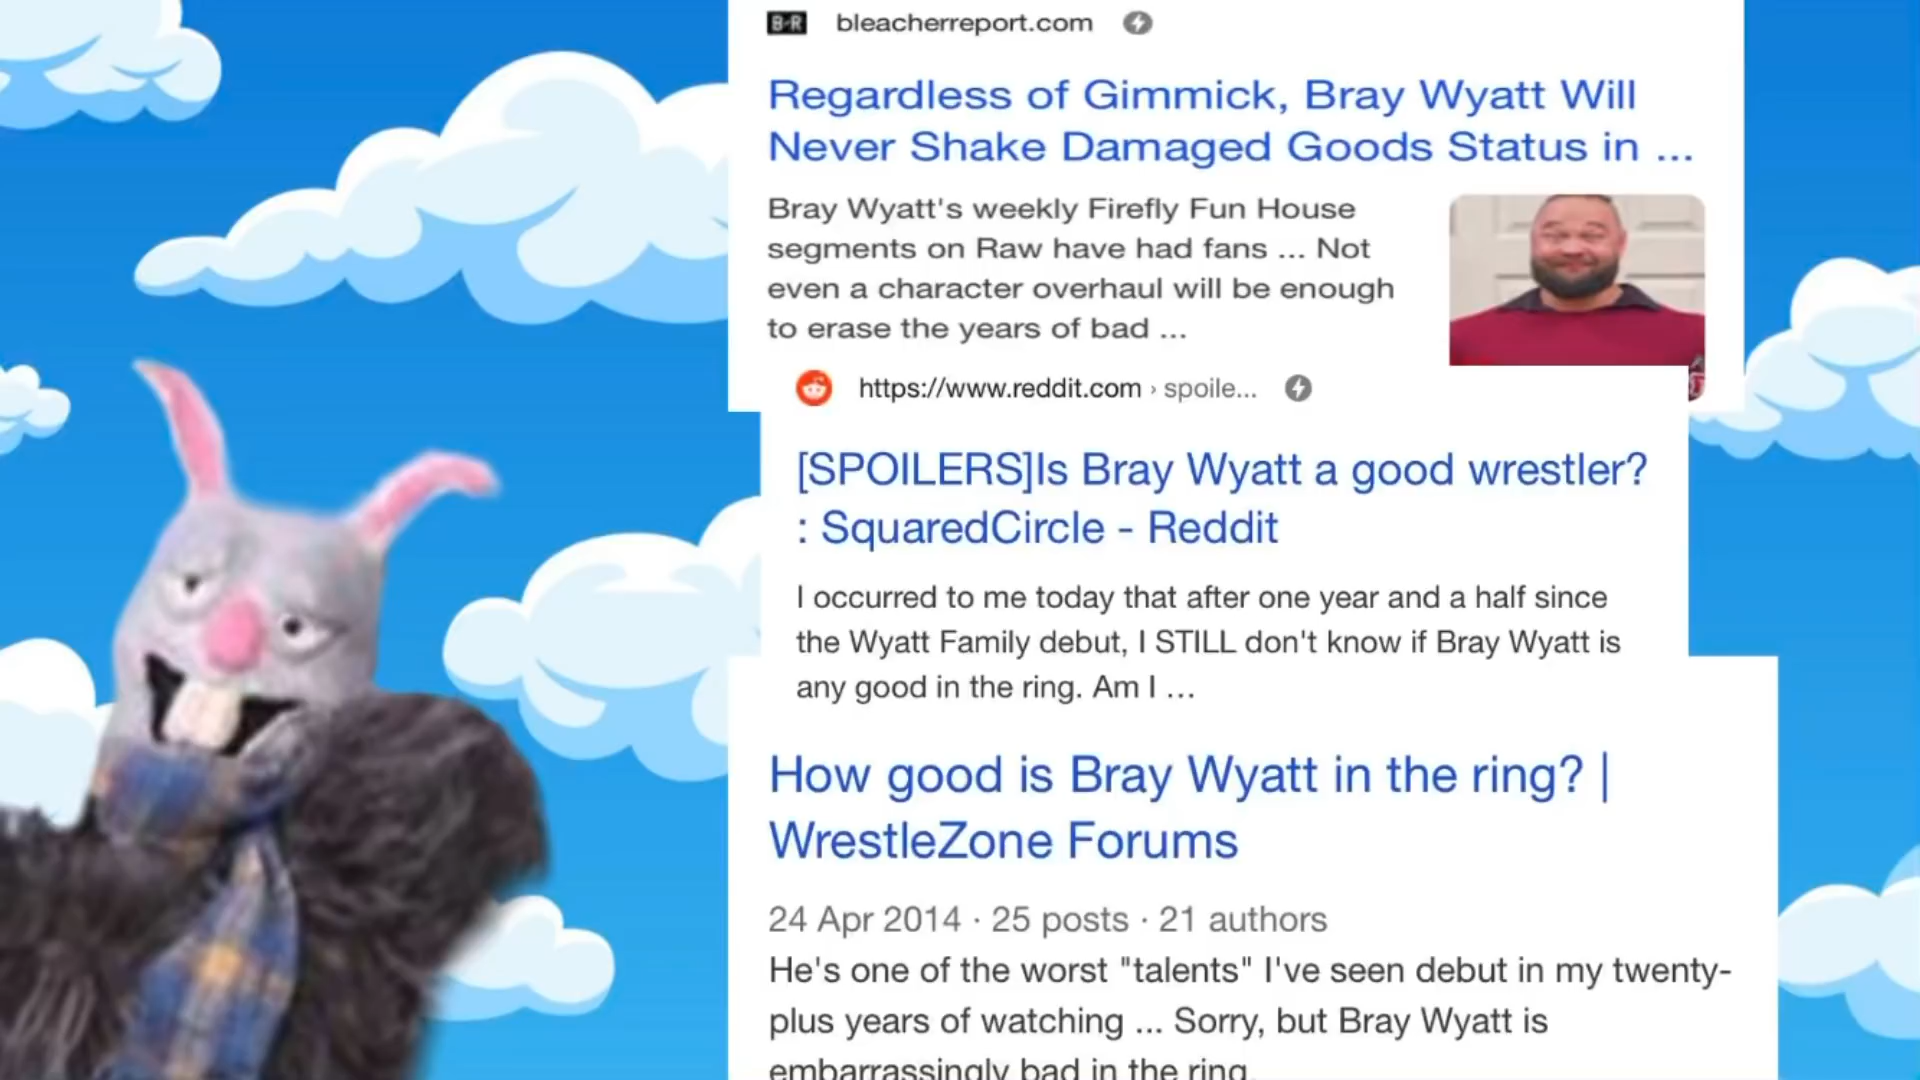 B-R bleacherreport.com
Regardless of Gimmick, Bray Wyatt Will
Never Shake Damaged Goods Status in ...
Bray Wyatt's weekly Firefly Fun House
segments on Raw have had fans ... Not
even a character overhaul will be enough
to erase the years of bad ...
https://www.reddit.com › spoile...
[SPOILERS]Is Bray Wyatt a good wrestler?
: SquaredCircle - Reddit
I occurred to me today that after one year and a half since
the Wyatt Family debut, I STILL don't know if Bray Wyatt is
any good in the ring. Am I ...
How good is Bray Wyatt in the ring? |
WrestleZone Forums
24 Apr 2014 · 25 posts · 21 authors
He's one of the worst "talents" I've seen debut in my twenty-
plus years of watching ... Sorry, but Bray Wyatt is
embarrassingly bad in the ring.